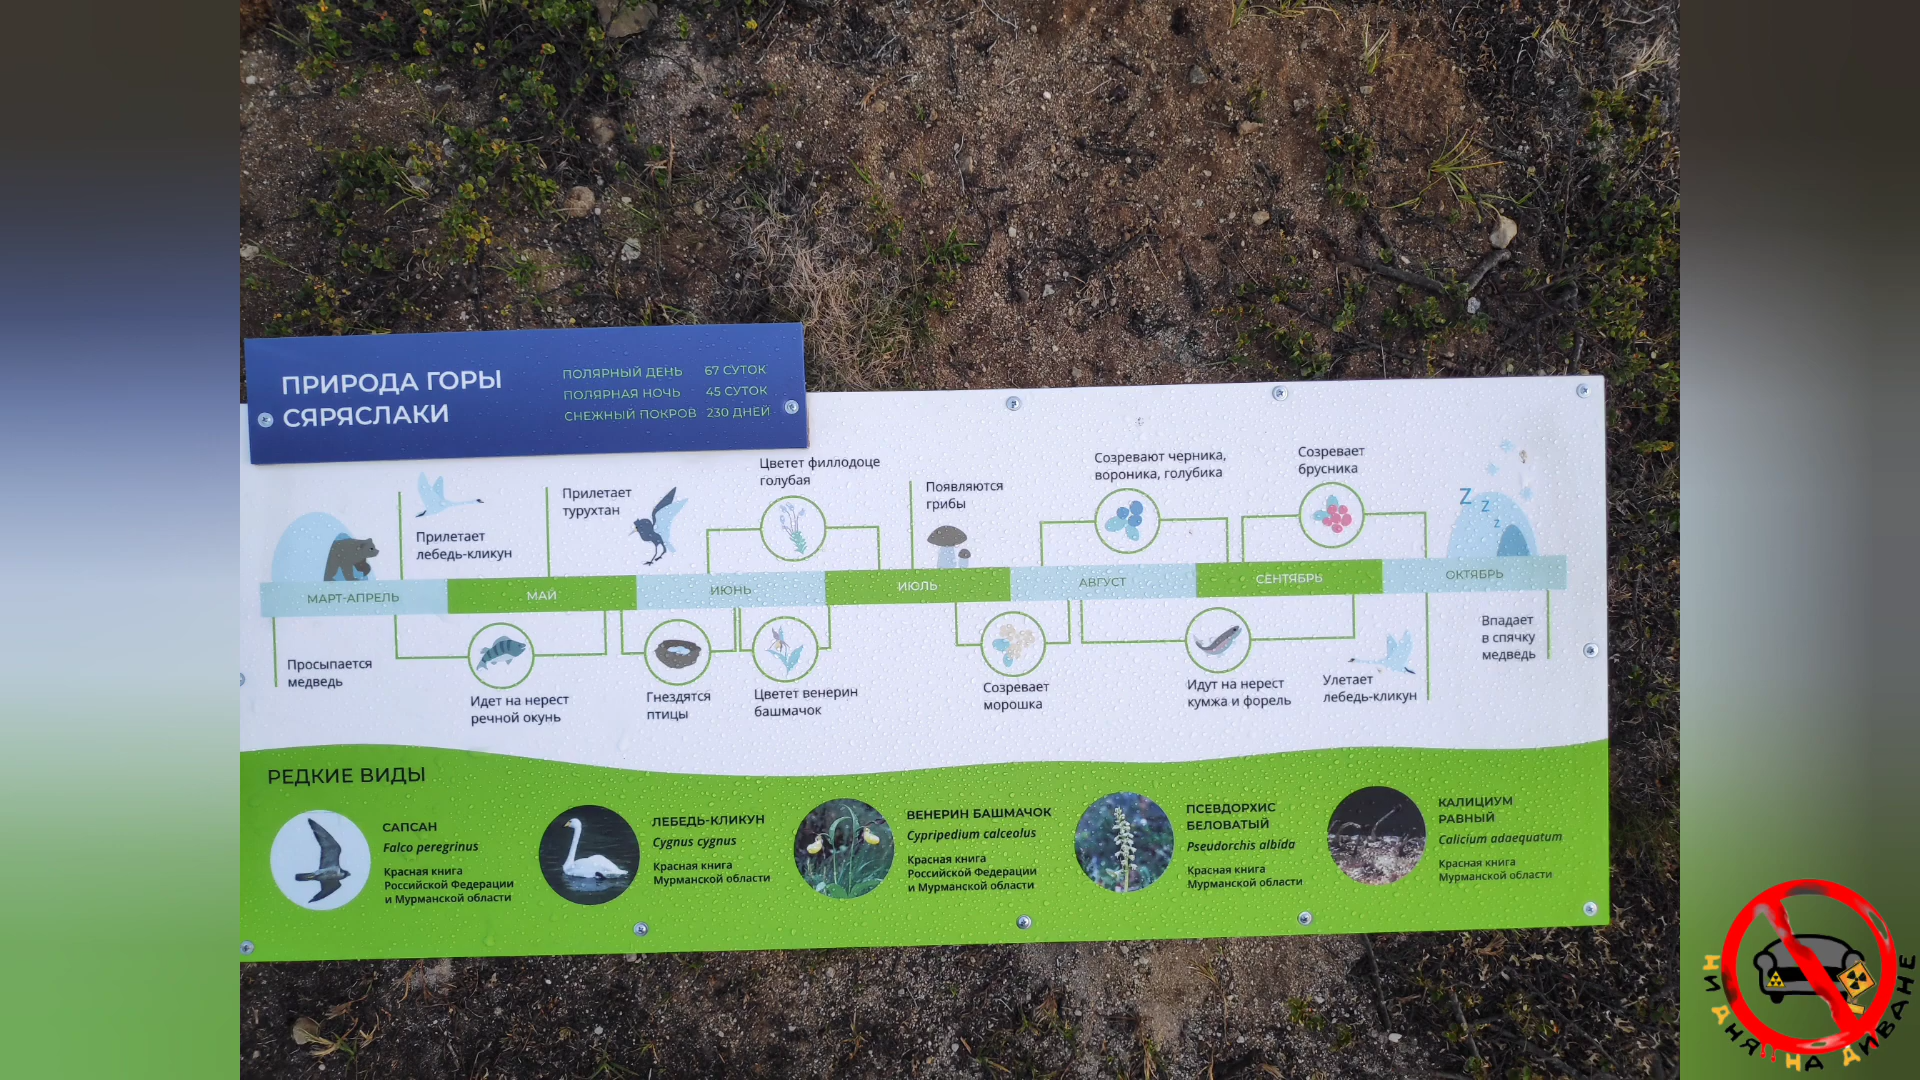 ПРИРОДА ГОРЫ
СЯРЯСЛАКИ
ПОЛЯРНЫЙ ДЕНЬ 67 СУТОК
ПОЛЯРНАЯ НОЧЬ 45 СУТОК
СНЕЖНЫЙ ПОКРОВ 230 ДНЕЙ
Прилетает
лебедь-кликун
Прилетает
турухтан
Цветет филлодоце
голубая
Появляются
грибы
Созревают черника,
вороника, голубика
Созревает
брусника
Z
Z
Z
МАРТ-АПРЕЛЬ
МАЙ
ИЮНЬ
ИЮЛЬ
АВГУСТ
СЕНТЯБРЬ
ОКТЯБРЬ
Просыпается
медведь
Идет на нерест
речной окунь
Гнездятся
птицы
Цветет венерин
башмачок
Созревает
морошка
Идут на нерест
кумжа и форель
Улетает
лебедь-кликун
Впадает
в спячку
медведь
РЕДКИЕ ВИДЫ
САПСАН
Falco peregrinus
Красная книга
Российской Федерации
и Мурманской области
ЛЕБЕДЬ-КЛИКУН
Cygnus cygnus
Красная книга
Мурманской области
ВЕНЕРИН БАШМАЧОК
Cypripedium calceolus
Красная книга
Российской Федерации
и Мурманской области
ПСЕВДОРХИС
БЕЛОВАТЫЙ
Pseudorchis albida
Красная книга
Мурманской области
КАЛИЦИУМ
РАВНЫЙ
Calicium adaequatum
Красная книга
Мурманской области
НИ ДНЯ НА ДИВАНЕ